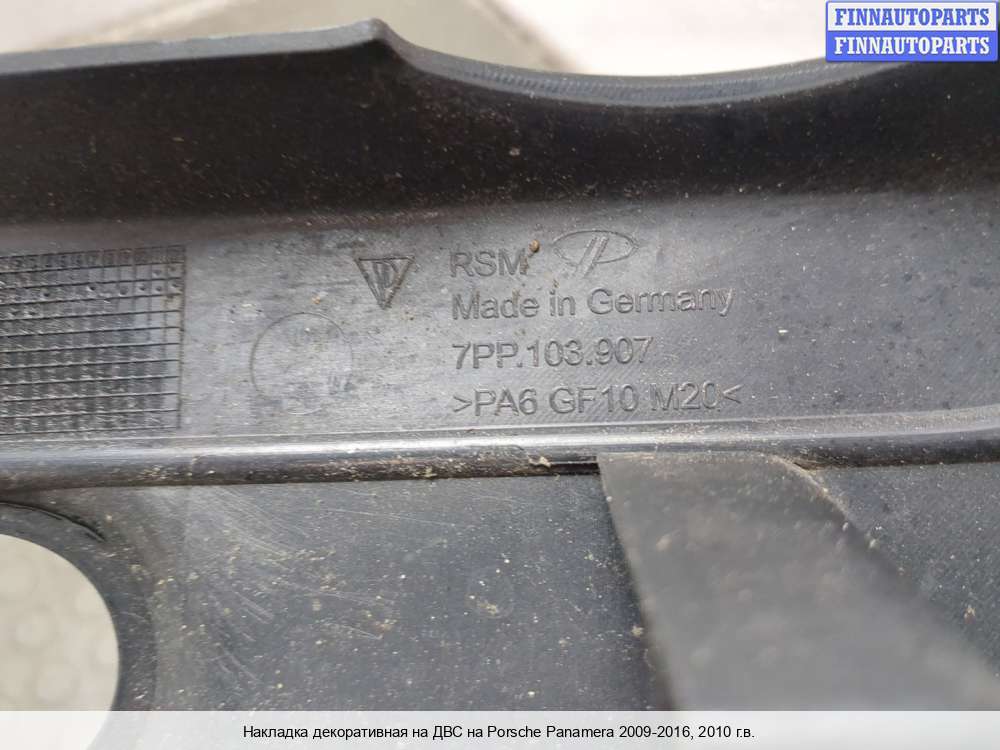 FINNAUTOPARTS
FINNAUTOPARTS
RSM
Made in Germany
7PP.103.907
>PA6 GF10 M20<
Накладка декоративная на ДВС на Porsche Panamera 2009-2016, 2010 г.в.